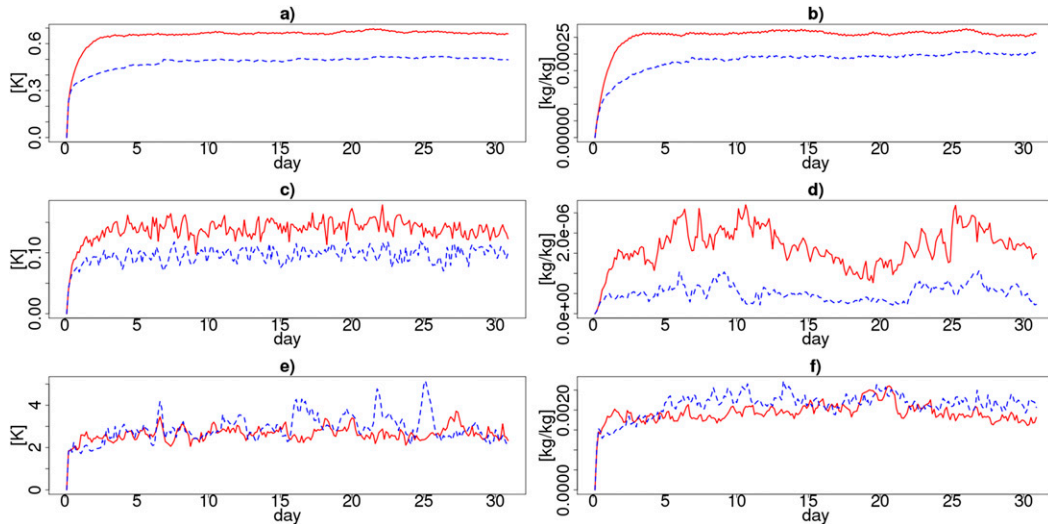 a)
0.6
0.3
0.0
[K]
0 5 10 15 20 25 30
day
b)
0.00025
0.00000
[kg/kg]
0 5 10 15 20 25 30
day
c)
0.10
0.00
[K]
0 5 10 15 20 25 30
day
d)
2.0e-06
0.0e+00
[kg/kg]
0 5 10 15 20 25 30
day
e)
4
2
0
[K]
0 5 10 15 20 25 30
day
f)
0.0020
0.0000
[kg/kg]
0 5 10 15 20 25 30
day